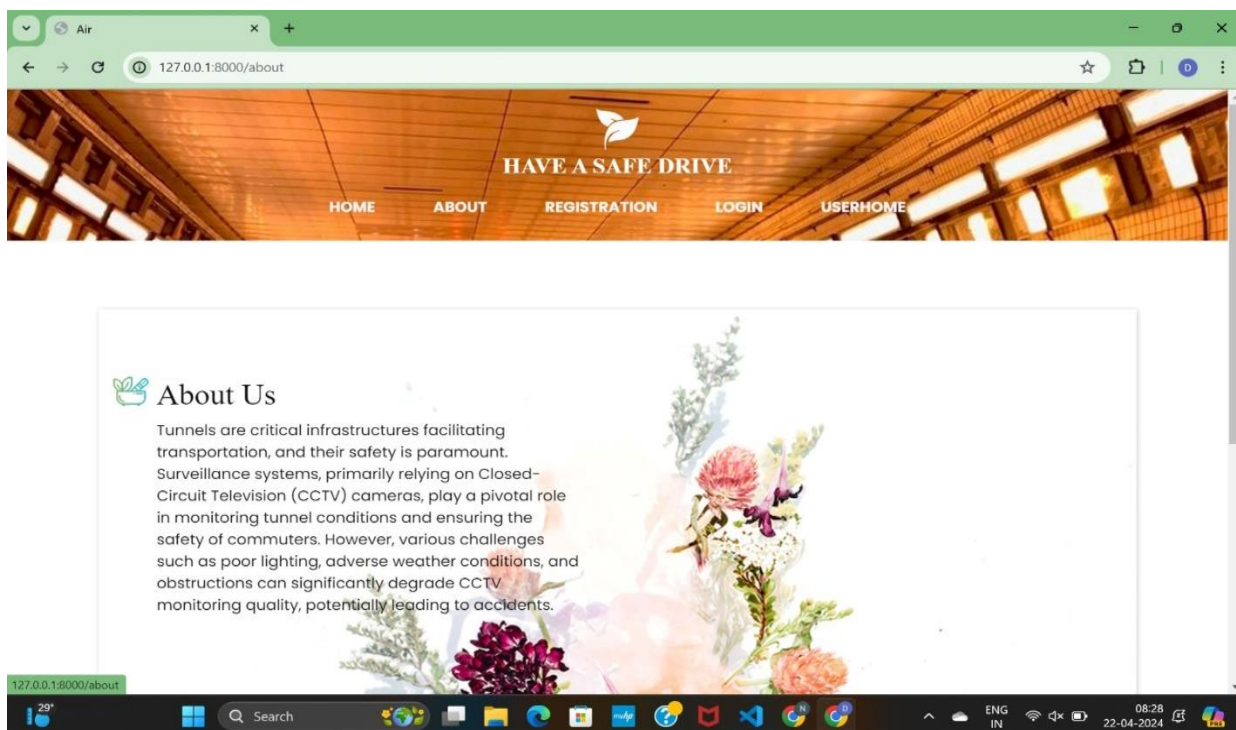 Air
127.0.0.1:8000/about
D
HAVE A SAFE DRIVE
HOME ABOUT REGISTRATION LOGIN USERHOME
About Us
Tunnels are critical infrastructures facilitating
transportation, and their safety is paramount.
Surveillance systems, primarily relying on Closed-
Circuit Television (CCTV) cameras, play a pivotal role
in monitoring tunnel conditions and ensuring the
safety of commuters. However, various challenges
such as poor lighting, adverse weather conditions, and
obstructions can significantly degrade CCTV
monitoring quality, potentially leading to accidents.
127.0.0.1:8000/about
29°
Search
ENG
IN
08:28
22-04-2024